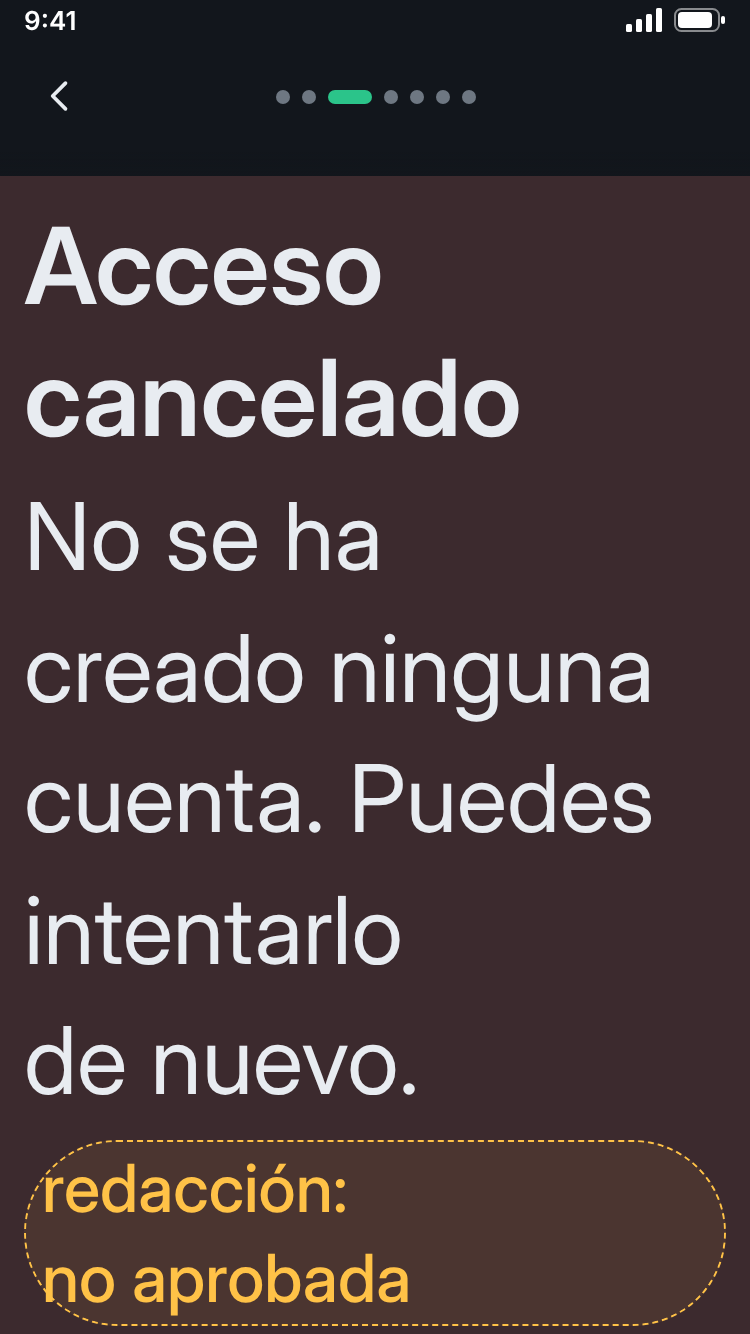 9:41
Acceso
cancelado
No se ha
creado ninguna
cuenta. Puedes
intentarlo
de nuevo.
redacción:
no aprobada